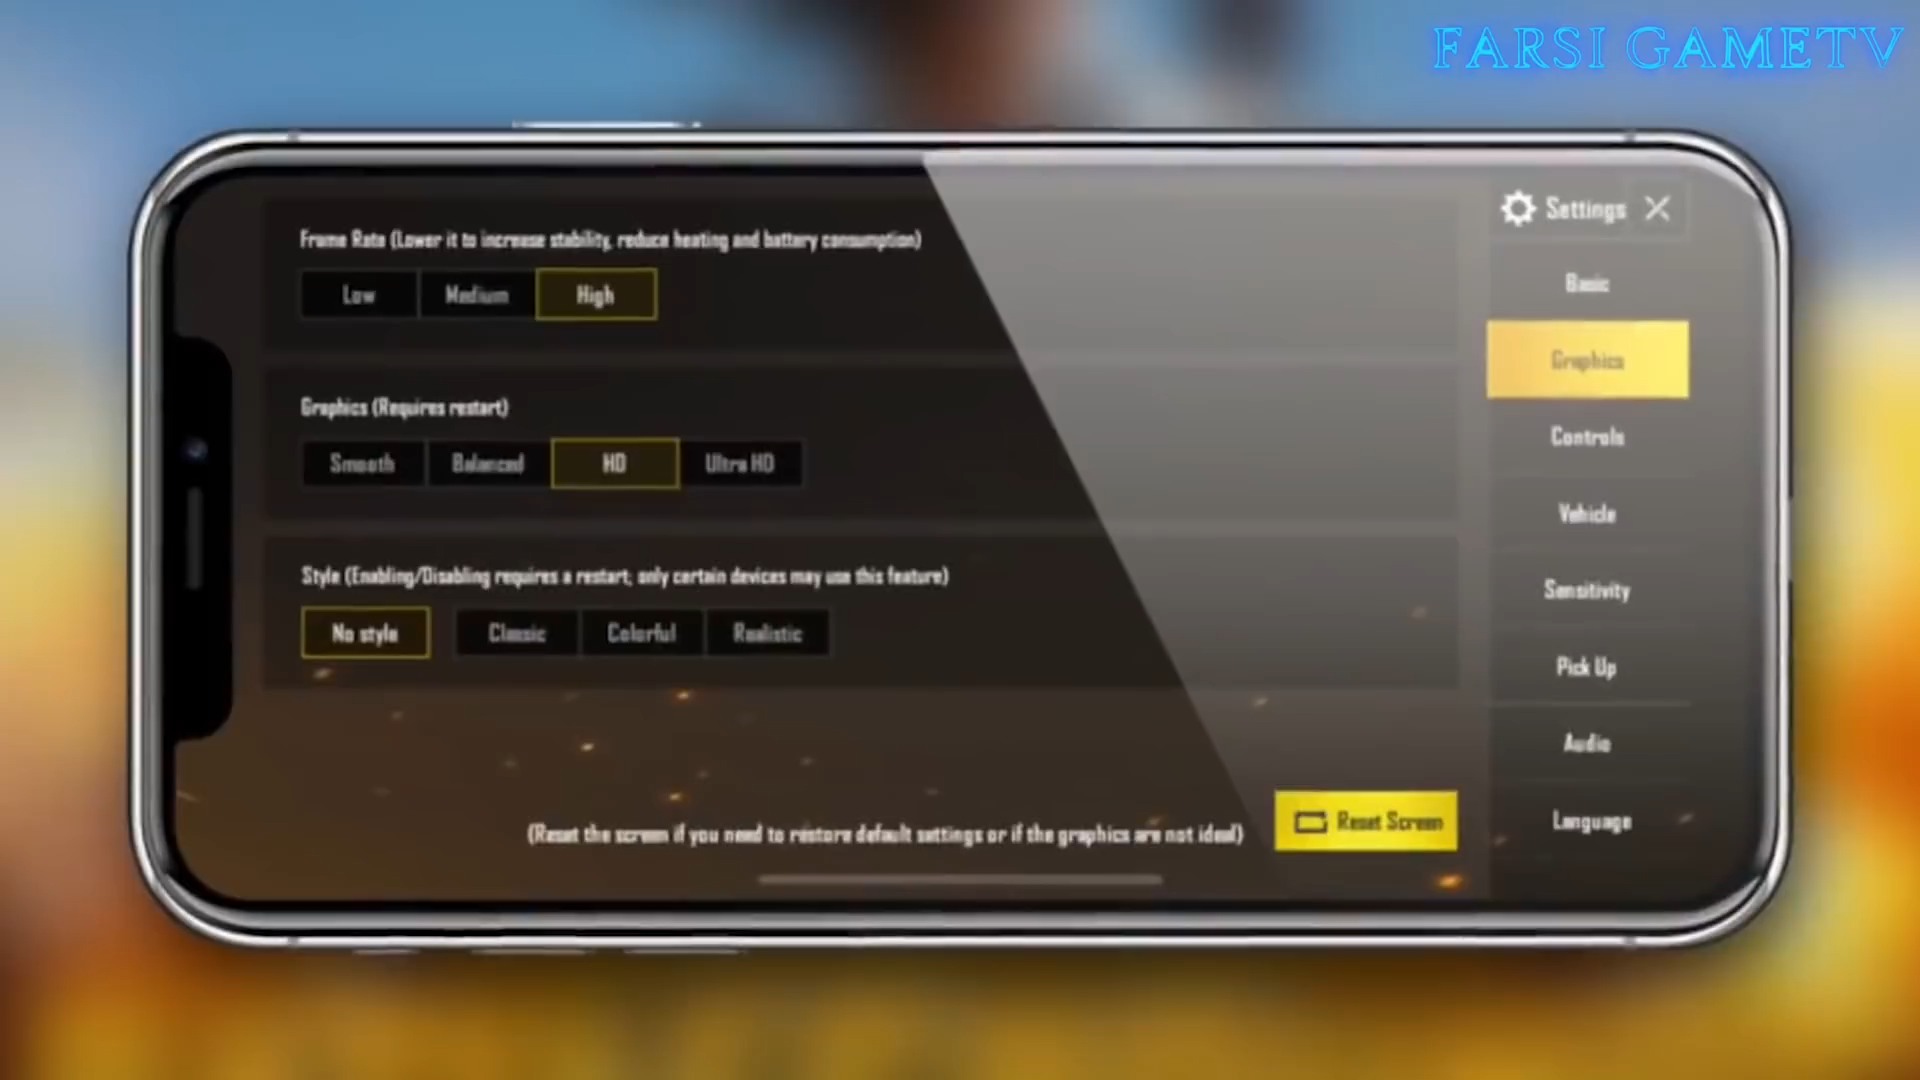 FARSI GAMETV
Settings
Frame Rate (Lower it to increase stability, reduce heating and battery consumption)
Low Medium High
Graphics (Requires restart)
Smooth Balanced HD Ultra HD
Style (Enabling/Disabling requires a restart; only certain devices may use this feature)
No style Classic Colorful Realistic
(Reset the screen if you need to restore default settings or if the graphics are not ideal)
Reset Screen
Basic
Graphics
Controls
Vehicle
Sensitivity
Pick Up
Audio
Language